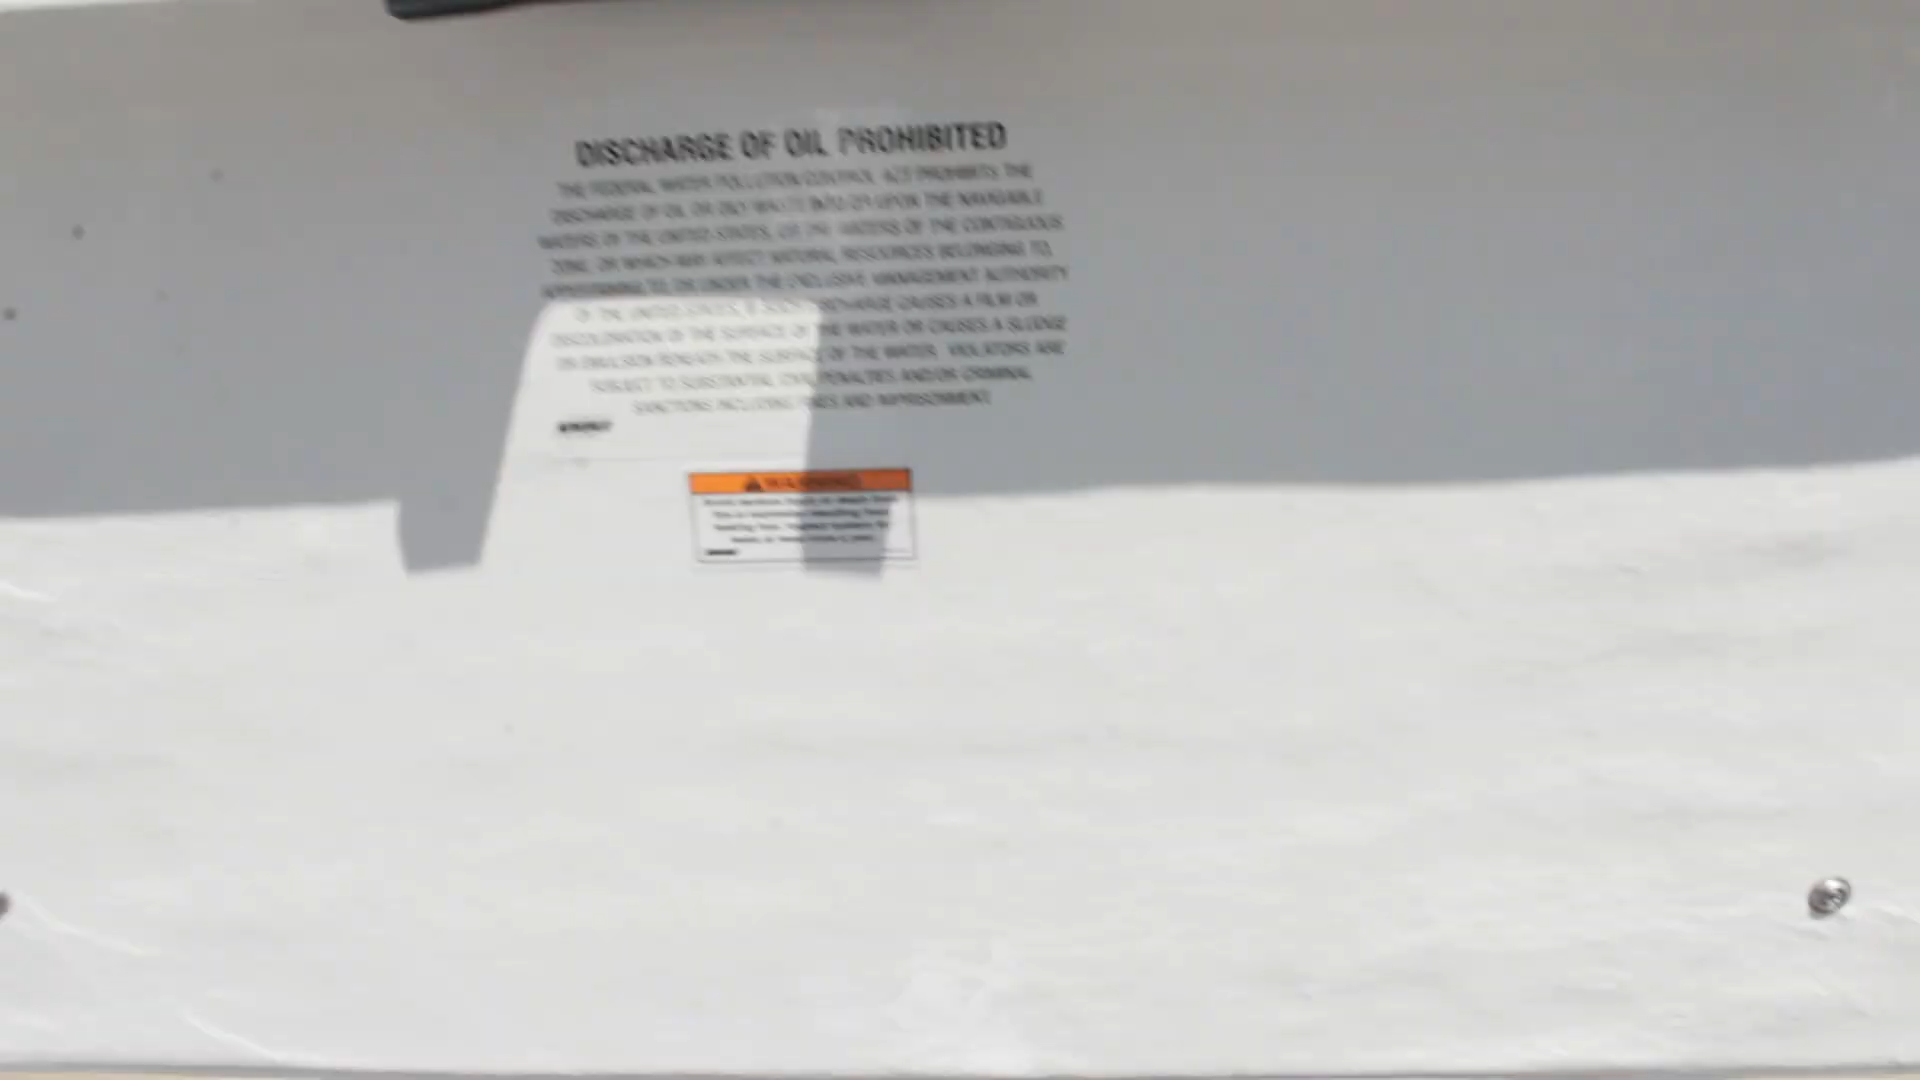 DISCHARGE OF OIL PROHIBITED
THE FEDERAL WATER POLLUTION CONTROL ACT PROHIBITS THE
DISCHARGE OF OIL OR OILY WASTE INTO OR UPON THE NAVIGABLE
WATERS OF THE UNITED STATES, OR THE WATERS OF THE CONTIGUOUS
ZONE, OR WHICH MAY AFFECT NATURAL RESOURCES BELONGING TO,
APPERTAINING TO, OR UNDER THE EXCLUSIVE MANAGEMENT AUTHORITY
OF THE UNITED STATES, IF SUCH DISCHARGE CAUSES A FILM OR
DISCOLORATION OF THE SURFACE OF THE WATER OR CAUSES A SLUDGE
OR EMULSION BENEATH THE SURFACE OF THE WATER. VIOLATORS ARE
SUBJECT TO SUBSTANTIAL CIVIL PENALTIES AND/OR CRIMINAL
SANCTIONS INCLUDING FINES AND IMPRISONMENT.
WARNING